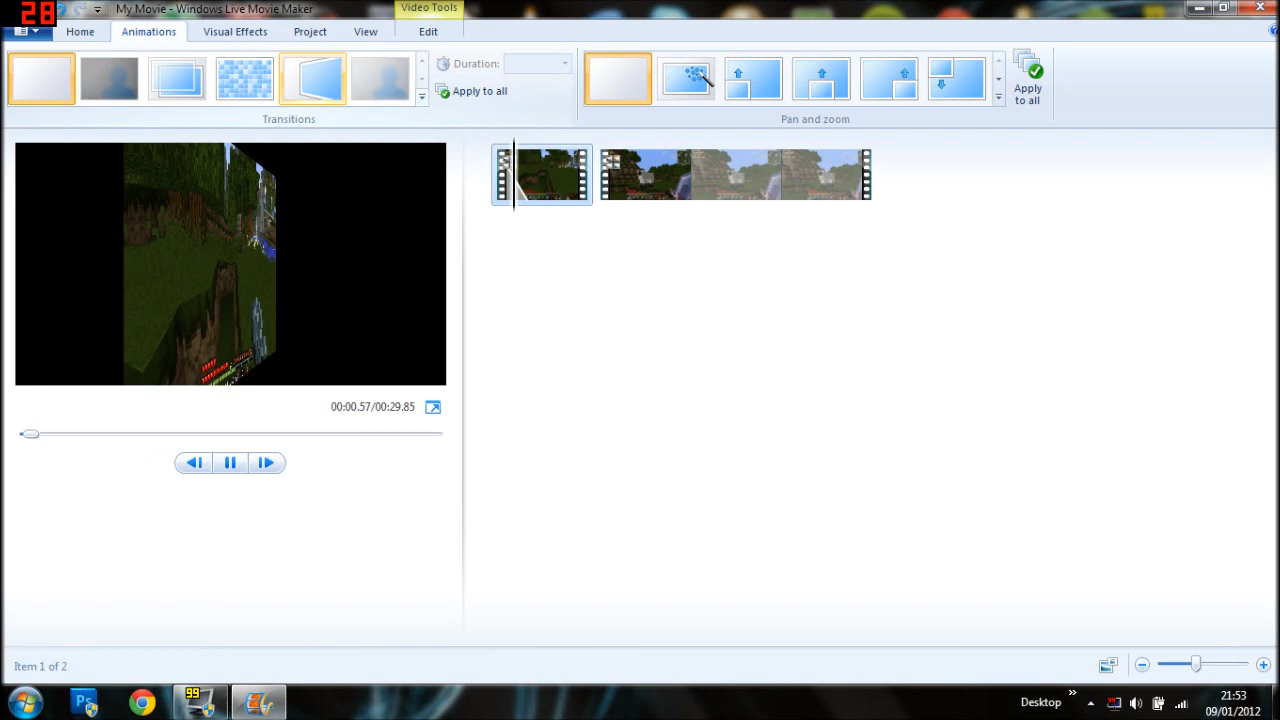 28
My Movie - Windows Live Movie Maker
Video Tools
Home
Animations
Visual Effects
Project
View
Edit
Duration:
Apply to all
Transitions
Apply
to all
Pan and zoom
00:00.57/00:29.85
Item 1 of 2
Ps
99
Desktop
21:53
09/01/2012